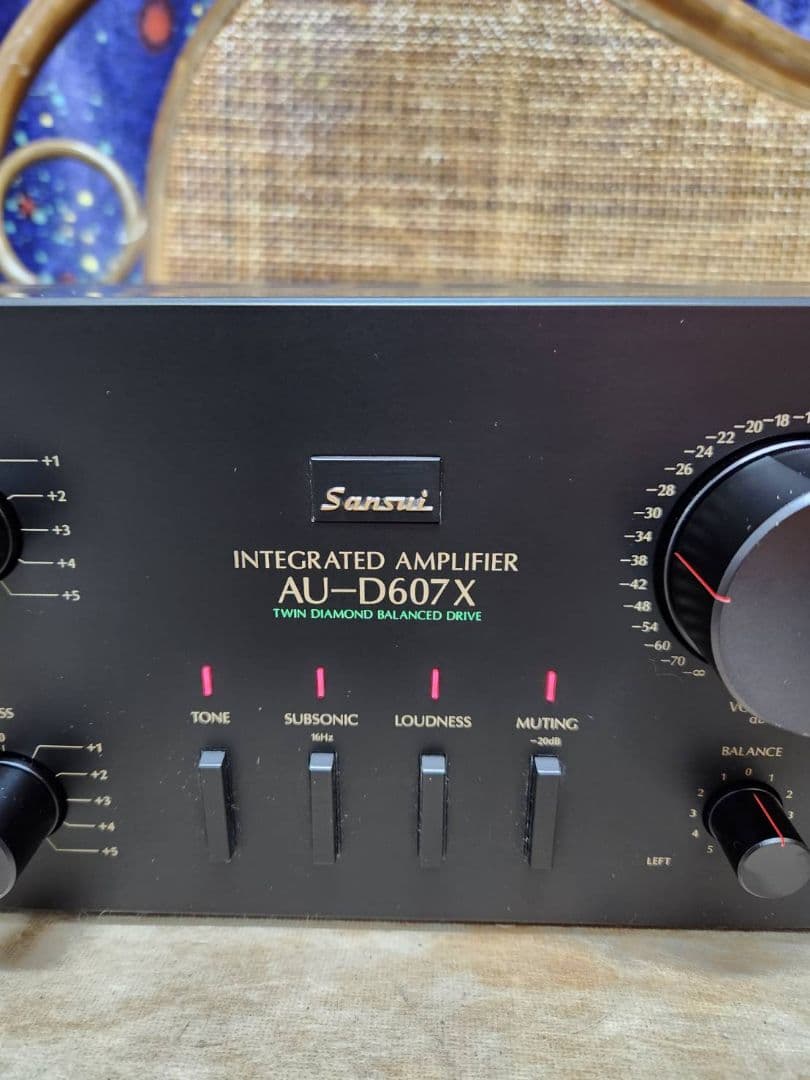 Sansui
INTEGRATED AMPLIFIER
AU-D607X
TWIN DIAMOND BALANCED DRIVE
+1
+2
+3
+4
+5
-18
-20
-22
-24
-26
-28
-30
-34
-38
-42
-48
-54
-60
-70
-∞
TONE
SUBSONIC
16Hz
LOUDNESS
MUTING
-20dB
+1
+2
+3
+4
+5
BALANCE
1 0 1
2 2
3 3
4
5
LEFT